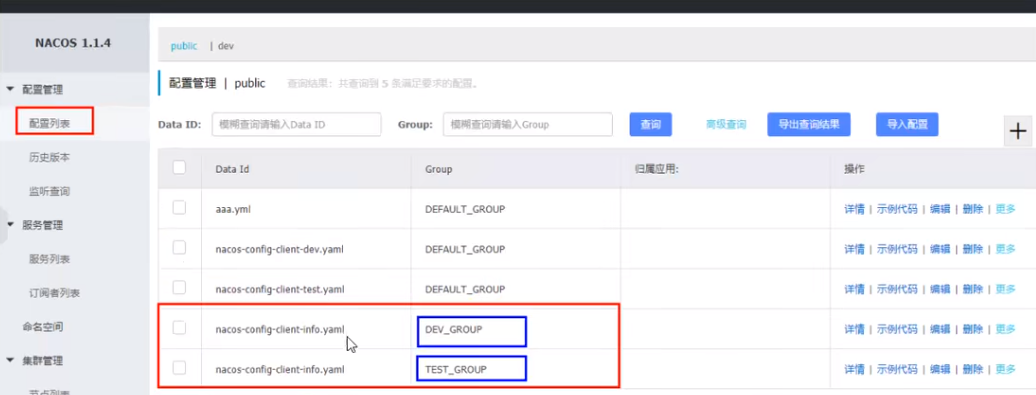 NACOS 1.1.4
public | dev
配置管理
配置管理 | public 查询结果：共查询到 5 条满足要求的配置。
配置列表
Data ID: 模糊查询请输入Data ID Group: 模糊查询请输入Group 查询 高级查询 导出查询结果 导入配置 +
历史版本
监听查询
服务管理
服务列表
订阅者列表
命名空间
集群管理
节点列表
Data Id Group 归属应用: 操作
aaa.yml DEFAULT_GROUP 详情 | 示例代码 | 编辑 | 删除 | 更多
nacos-config-client-dev.yaml DEFAULT_GROUP 详情 | 示例代码 | 编辑 | 删除 | 更多
nacos-config-client-test.yaml DEFAULT_GROUP 详情 | 示例代码 | 编辑 | 删除 | 更多
nacos-config-client-info.yaml DEV_GROUP 详情 | 示例代码 | 编辑 | 删除 | 更多
nacos-config-client-info.yaml TEST_GROUP 详情 | 示例代码 | 编辑 | 删除 | 更多